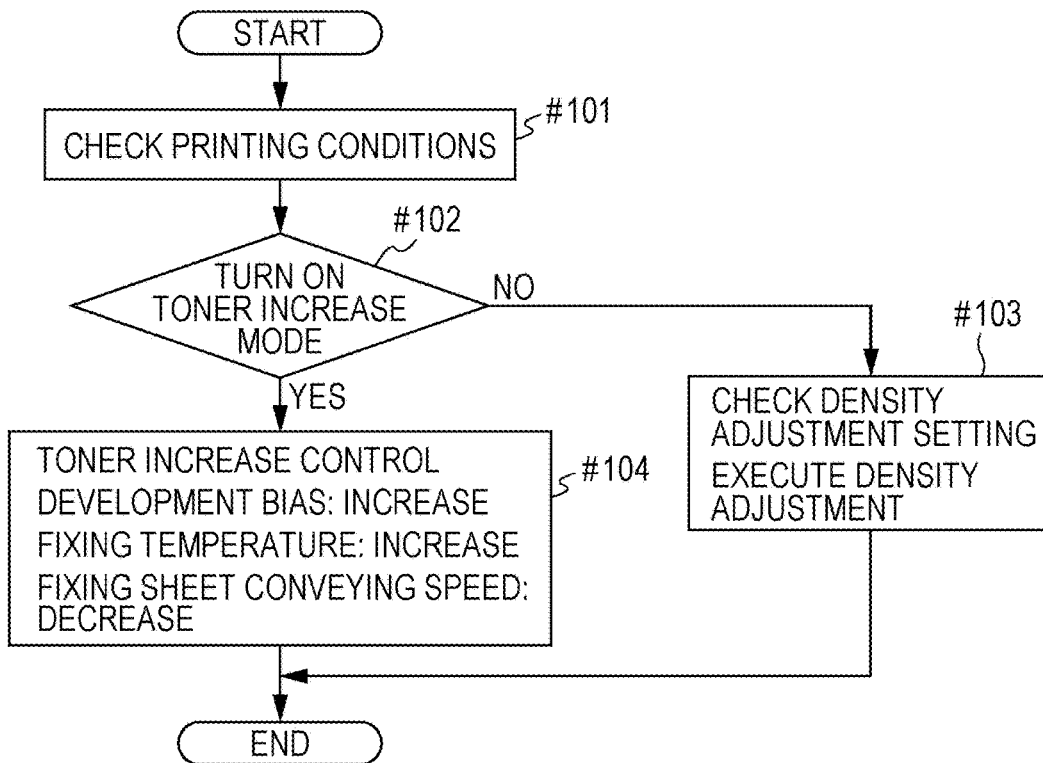 START
#101
CHECK PRINTING CONDITIONS
#102
TURN ON
TONER INCREASE
MODE
NO
YES
#103
CHECK DENSITY
ADJUSTMENT SETTING
EXECUTE DENSITY
ADJUSTMENT
#104
TONER INCREASE CONTROL
DEVELOPMENT BIAS: INCREASE
FIXING TEMPERATURE: INCREASE
FIXING SHEET CONVEYING SPEED:
DECREASE
END